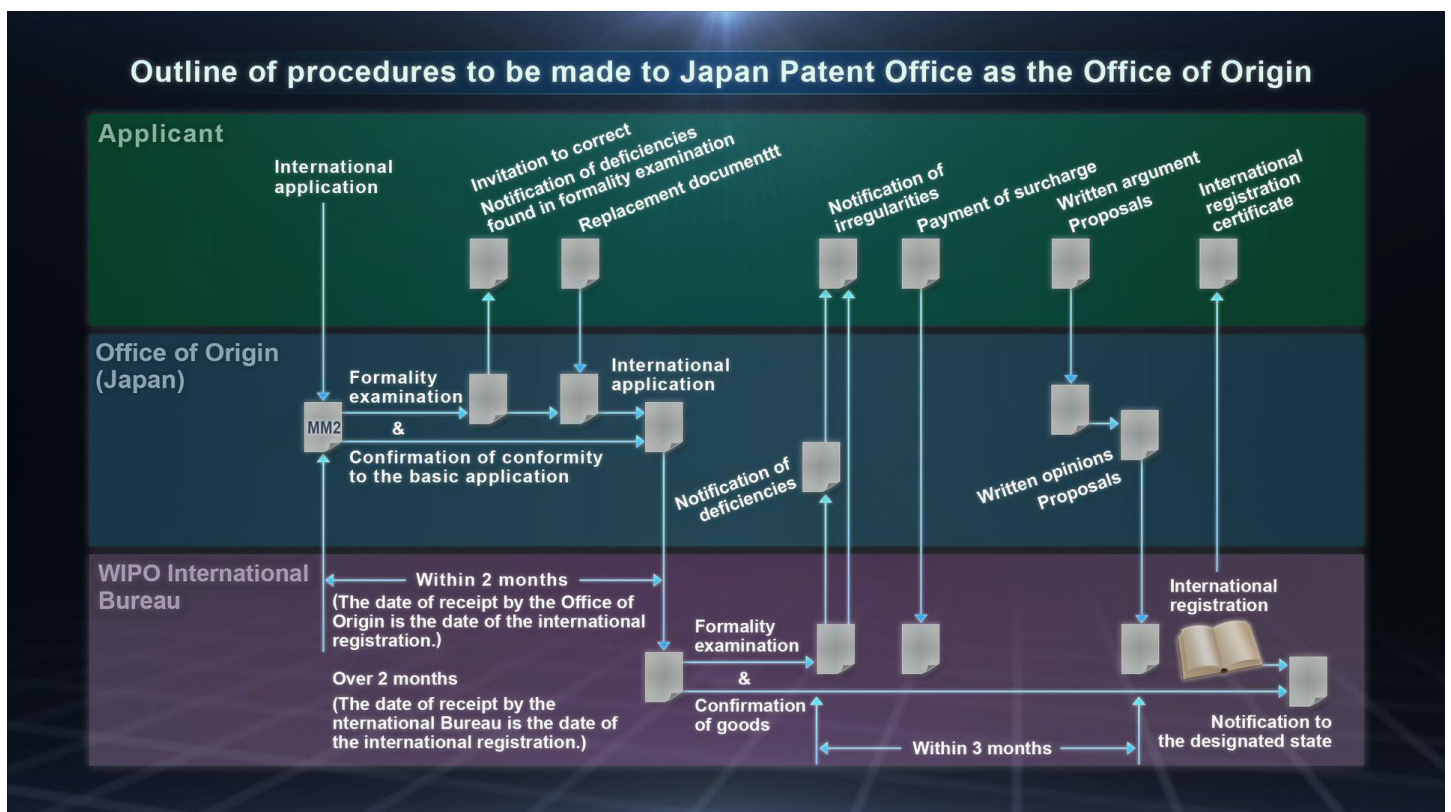 Outline of procedures to be made to Japan Patent Office as the Office of Origin
Applicant
International
application
Invitation to correct
Notification of deficiencies
found in formality examination
Replacement documenttt
Notification of
irregularities
Payment of surcharge
Written argument
Proposals
International
registration
certificate
Office of Origin
(Japan)
MM2
Formality
examination
&
Confirmation of conformity
to the basic application
International
application
Notification of
deficiencies
Written opinions
Proposals
WIPO International
Bureau
Within 2 months
(The date of receipt by the Office of
Origin is the date of the international
registration.)
Over 2 months
(The date of receipt by the
nternational Bureau is the date of
the international registration.)
Formality
examination
&
Confirmation
of goods
Within 3 months
International
registration
Notification to
the designated state